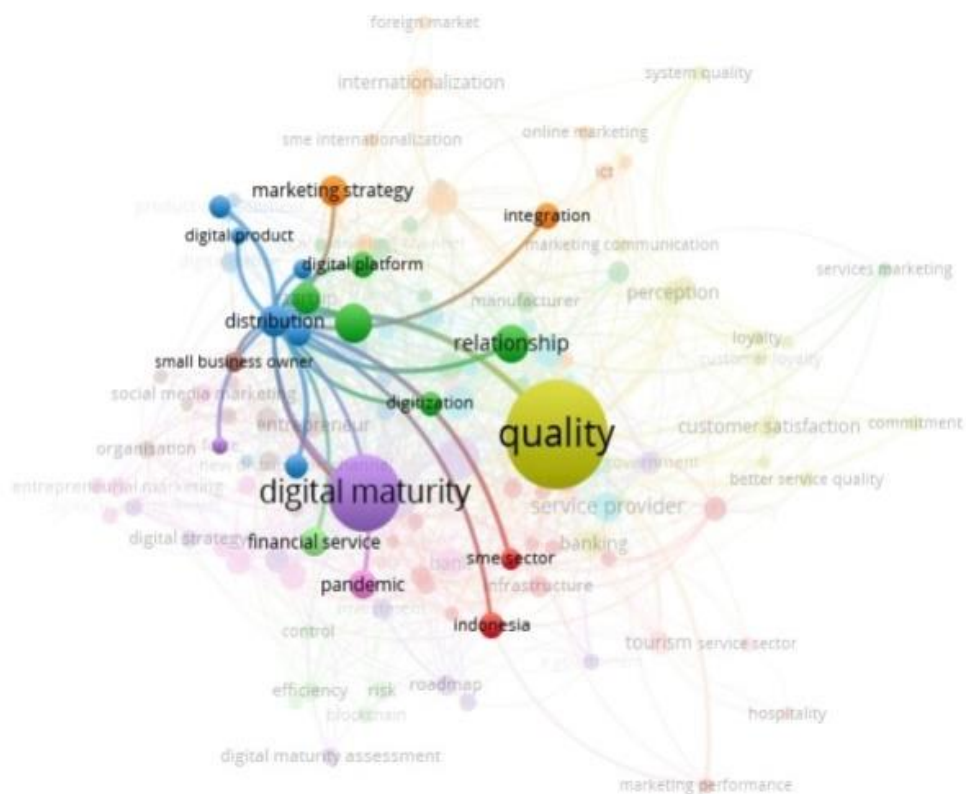 foreign market
internationalization
system quality
sme internationalization
online marketing
ict
marketing strategy
integration
digital product
marketing communication
digital platform
services marketing
startup
manufacturer
perception
distribution
relationship
loyalty
customer loyalty
small business owner
social media marketing
digitization
entrepreneur
quality
customer satisfaction
commitment
organisation
government
better service quality
entrepreneurial marketing
digital maturity
service provider
digital strategy
financial service
banking
sme sector
bank
pandemic
infrastructure
investment
control
indonesia
tourism
service sector
efficiency
risk
roadmap
blockchain
hospitality
digital maturity assessment
marketing performance